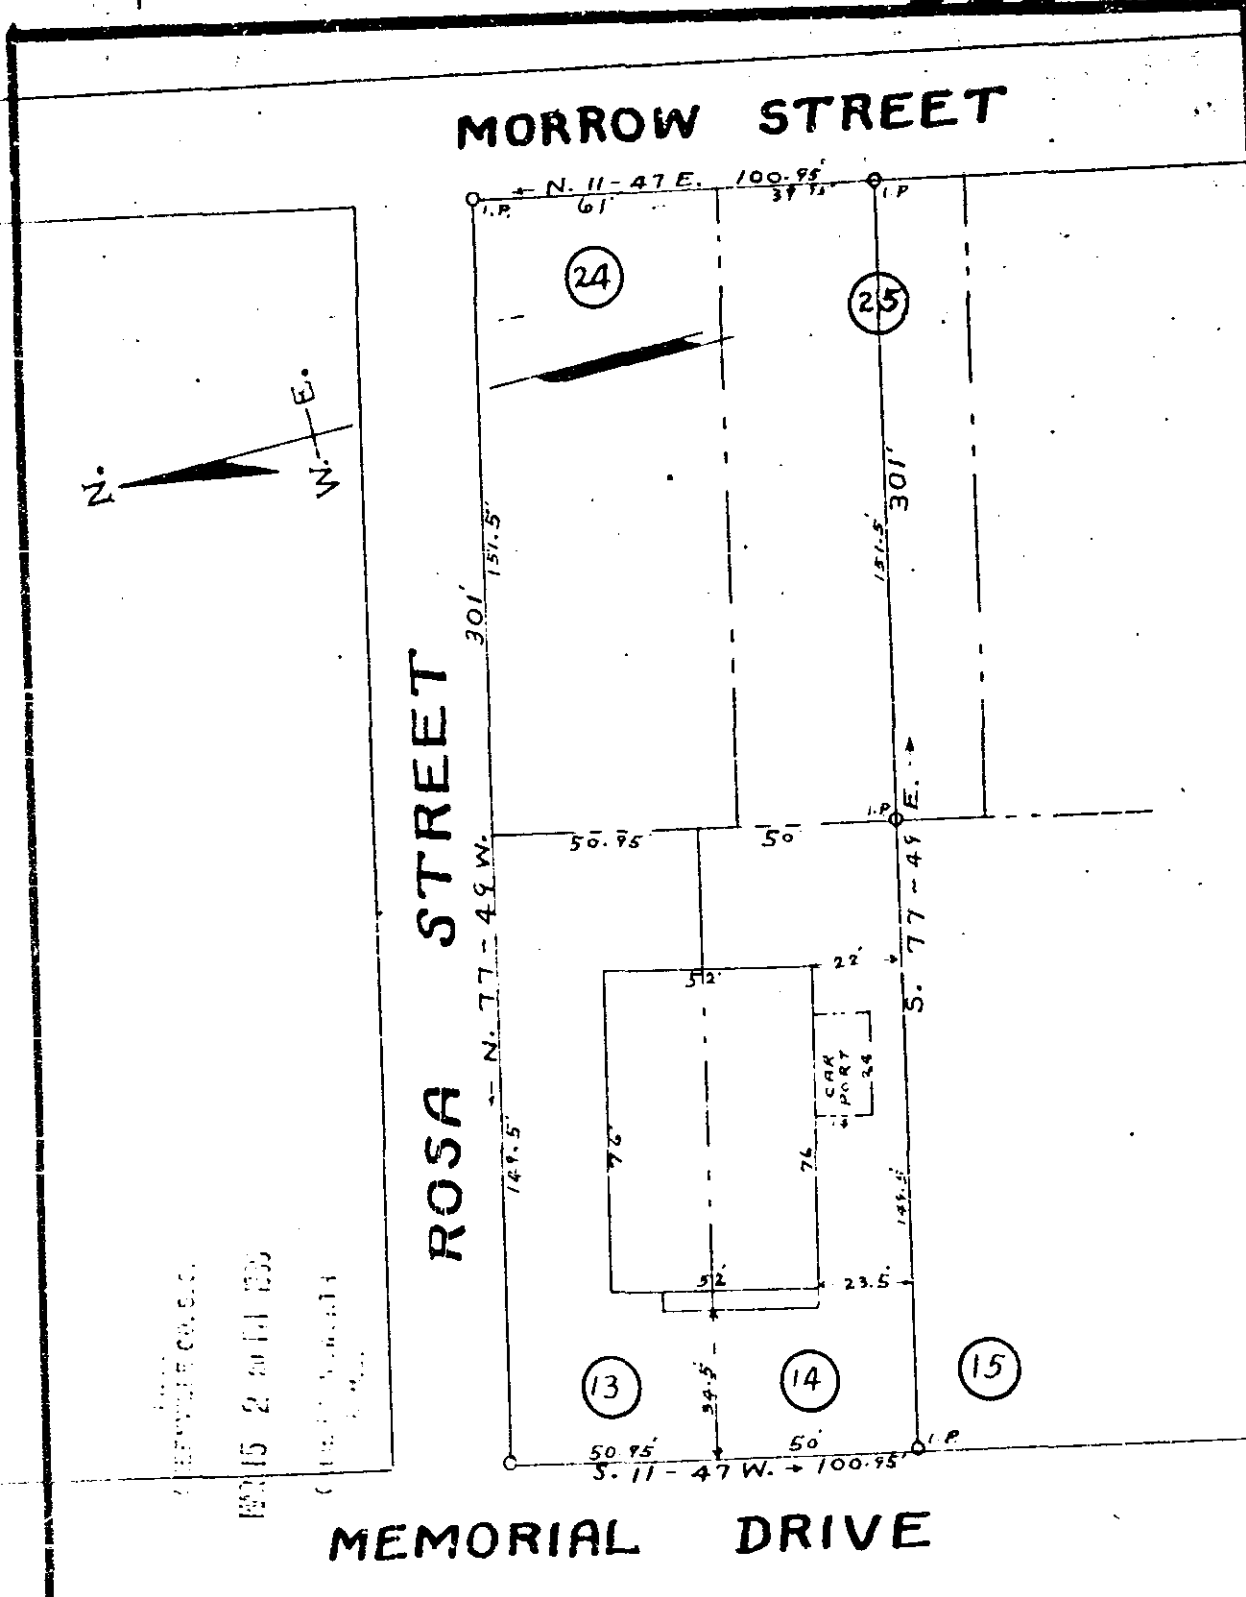 MORROW STREET
← N. 11-47 E. 100.95'
61'
39.95'
I.P.
I.P.
24
25
N.
E.
W.
151.5'
301'
151.5'
301'
ROSA STREET
50.95
50
I.P.
← N. 77-49 W.
S. 77-49 E. →
52'
22'
CAR
PORT
24
76'
76
149.5'
149.5'
52'
23.5'
34.5'
13
14
15
50.95'
50'
I.P.
S. 11-47 W. → 100.95'
MEMORIAL DRIVE